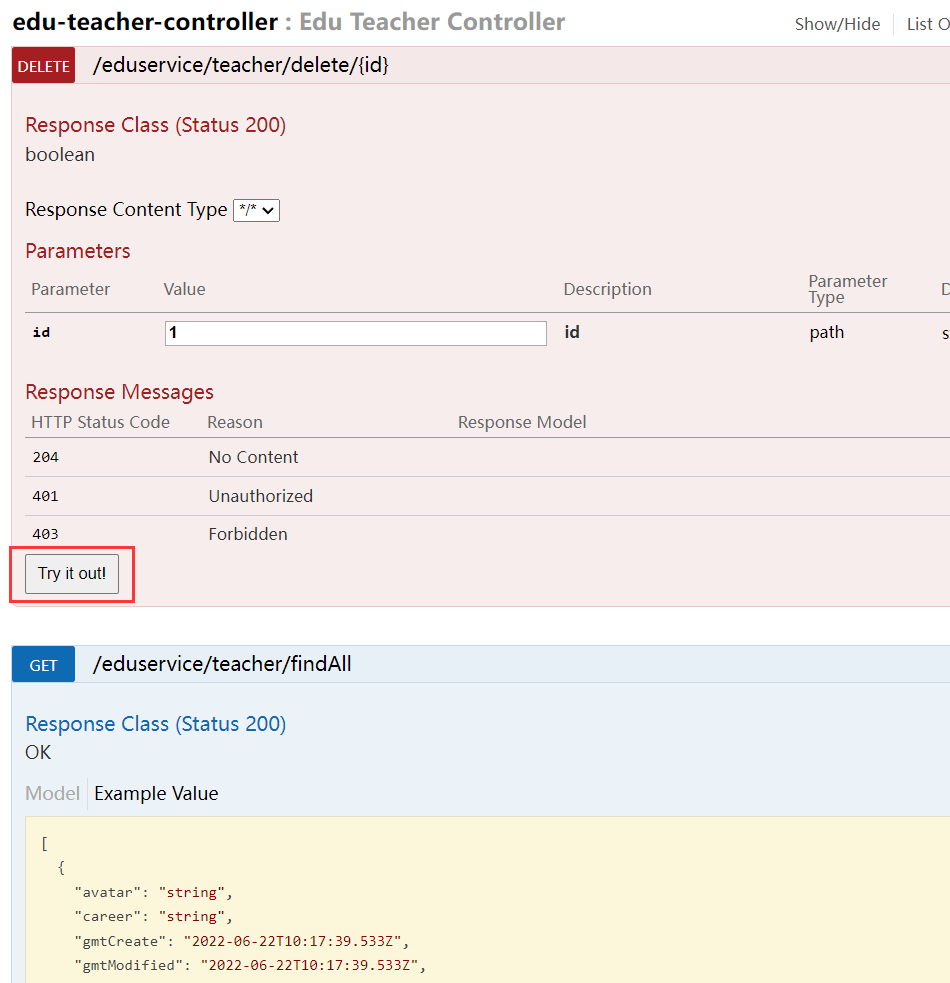 edu-teacher-controller : Edu Teacher Controller Show/Hide List O
DELETE /eduservice/teacher/delete/{id}
Response Class (Status 200)
boolean
Response Content Type */*
Parameters
Parameter Value Description Parameter Type D
id 1 id path s
Response Messages
HTTP Status Code Reason Response Model
204 No Content
401 Unauthorized
403 Forbidden
Try it out!
GET /eduservice/teacher/findAll
Response Class (Status 200)
OK
Model Example Value
[
{
"avatar": "string",
"career": "string",
"gmtCreate": "2022-06-22T10:17:39.533Z",
"gmtModified": "2022-06-22T10:17:39.533Z",